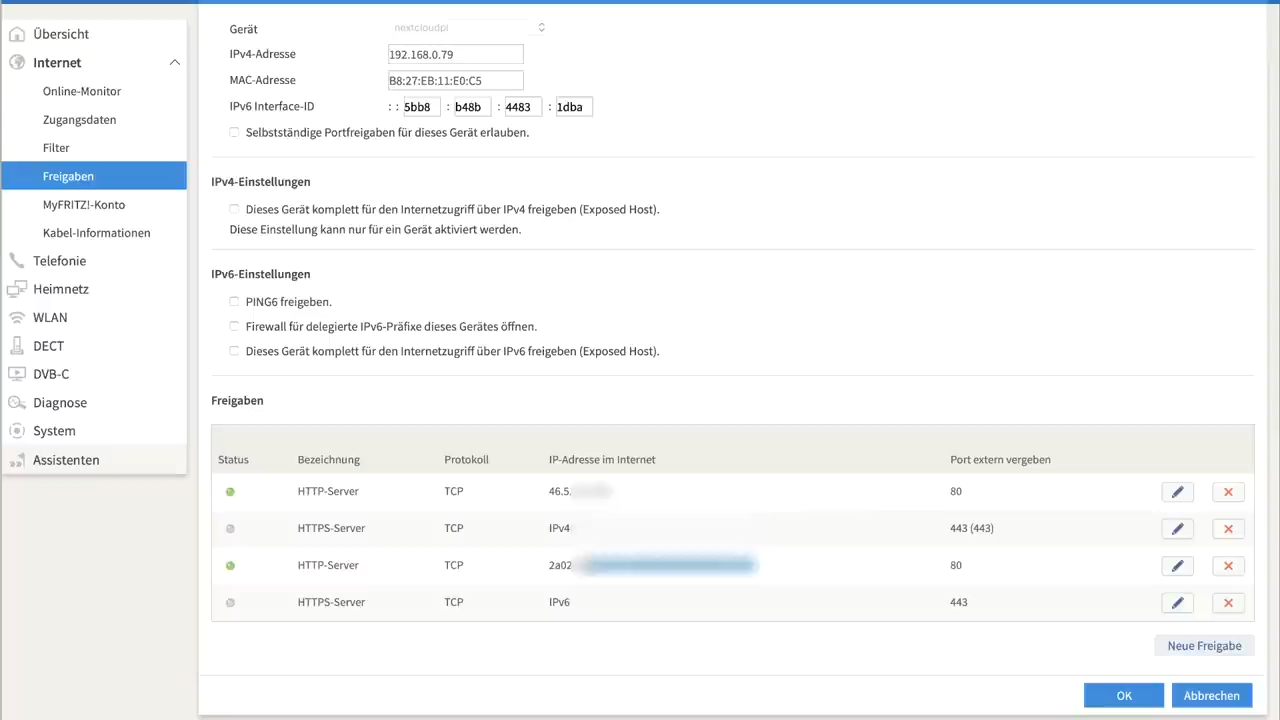 Übersicht
Internet
Online-Monitor
Zugangsdaten
Filter
Freigaben
MyFRITZ!-Konto
Kabel-Informationen
Telefonie
Heimnetz
WLAN
DECT
DVB-C
Diagnose
System
Assistenten
Gerät nextcloudpi
IPv4-Adresse 192.168.0.79
MAC-Adresse B8:27:EB:11:E0:C5
IPv6 Interface-ID : : 5bb8 : b48b : 4483 : 1dba
Selbstständige Portfreigaben für dieses Gerät erlauben.
IPv4-Einstellungen
Dieses Gerät komplett für den Internetzugriff über IPv4 freigeben (Exposed Host).
Diese Einstellung kann nur für ein Gerät aktiviert werden.
IPv6-Einstellungen
PING6 freigeben.
Firewall für delegierte IPv6-Präfixe dieses Gerätes öffnen.
Dieses Gerät komplett für den Internetzugriff über IPv6 freigeben (Exposed Host).
Freigaben
Status Bezeichnung Protokoll IP-Adresse im Internet Port extern vergeben
HTTP-Server TCP 46.5. 80
HTTPS-Server TCP IPv4 443 (443)
HTTP-Server TCP 2a02 80
HTTPS-Server TCP IPv6 443
Neue Freigabe
OK Abbrechen